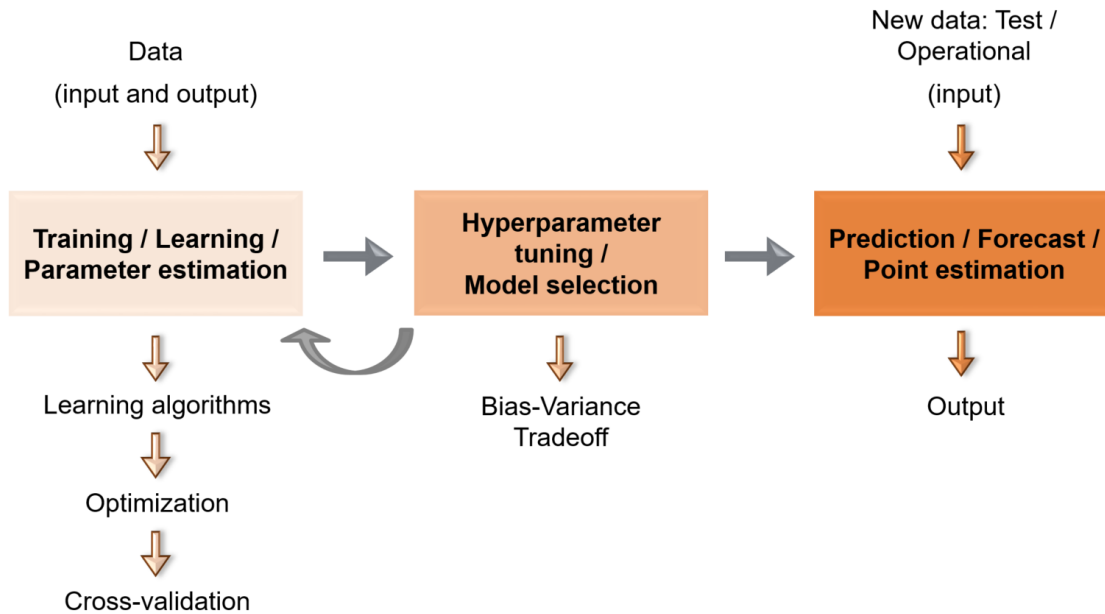 Data
(input and output)
New data: Test /
Operational
(input)
Training / Learning /
Parameter estimation
Hyperparameter
tuning /
Model selection
Prediction / Forecast /
Point estimation
Learning algorithms
Optimization
Cross-validation
Bias-Variance
Tradeoff
Output